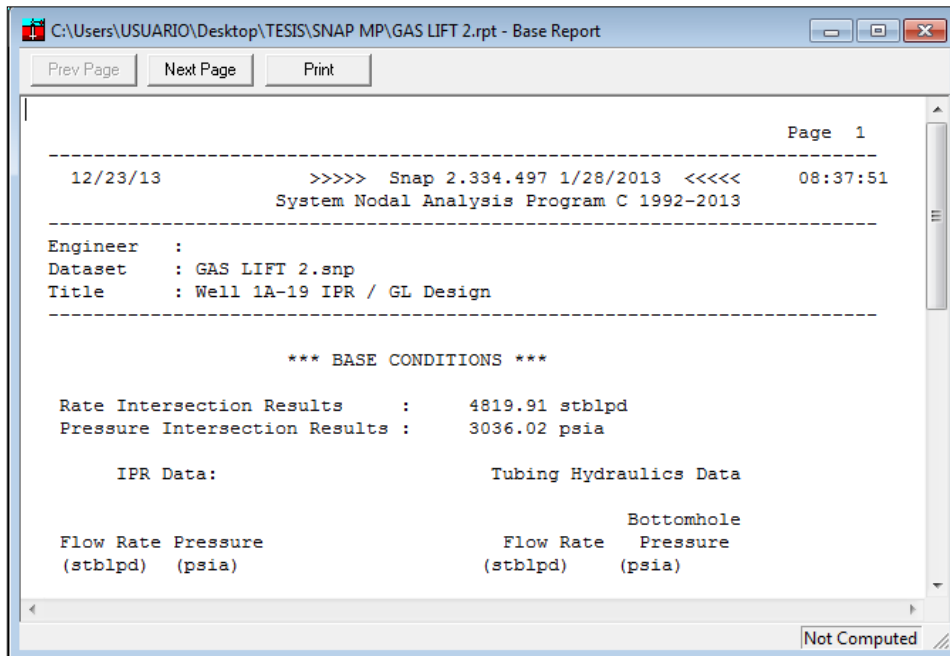 C:\Users\USUARIO\Desktop\TESIS\SNAP MP\GAS LIFT 2.rpt - Base Report
Prev Page Next Page Print
Page 1
--------------------------------------------------------------------------
12/23/13 >>>>> Snap 2.334.497 1/28/2013 <<<<< 08:37:51
System Nodal Analysis Program C 1992-2013
--------------------------------------------------------------------------
Engineer :
Dataset : GAS LIFT 2.snp
Title : Well 1A-19 IPR / GL Design
--------------------------------------------------------------------------
*** BASE CONDITIONS ***
Rate Intersection Results : 4819.91 stblpd
Pressure Intersection Results : 3036.02 psia
IPR Data: Tubing Hydraulics Data
Bottomhole
Flow Rate Pressure Flow Rate Pressure
(stblpd) (psia) (stblpd) (psia)
Not Computed